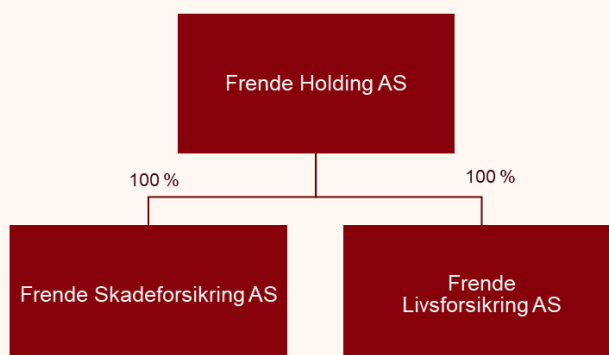 Frende Holding AS
100 %
100 %
Frende Skadeforsikring AS
Frende
Livsforsikring AS